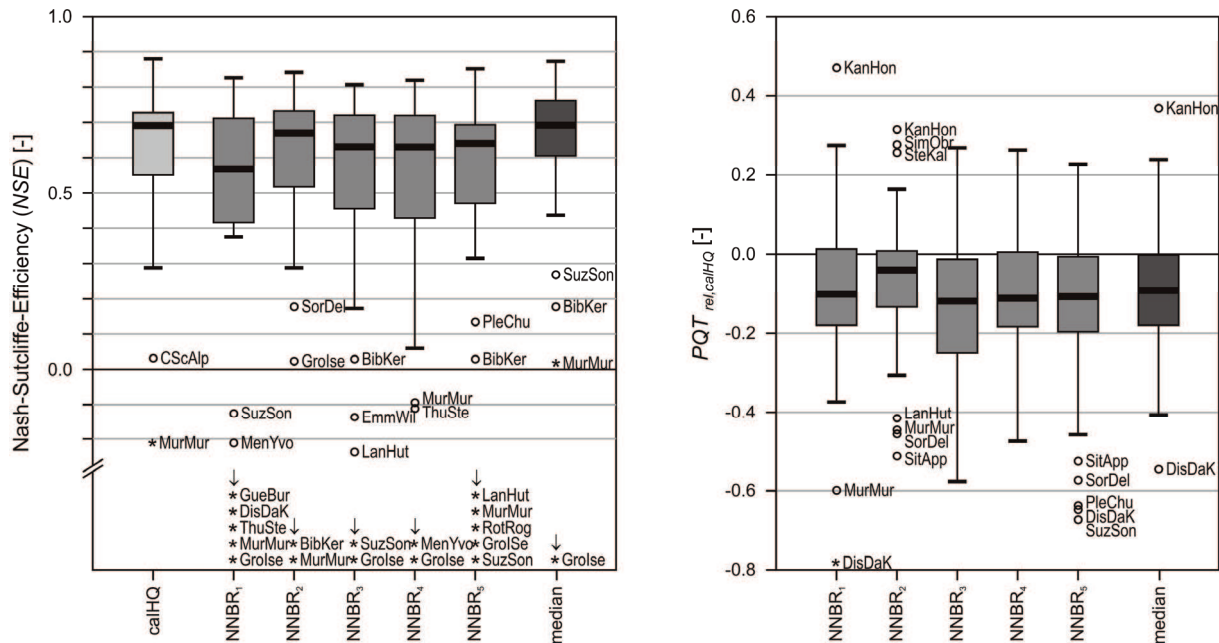 Nash-Sutcliffe-Efficiency (NSE) [-]
1.0
0.5
0.0
CScAlp
* MurMur
SuzSon
MenYvo
↓
* GueBur
* DisDaK
* ThuSte
* MurMur
* GroIse
SorDel
GroIse
↓
* BibKer
* MurMur
BibKer
EmmWil
LanHut
↓
* SuzSon
* GroIse
MurMur
ThuSte
↓
* MenYvo
* GroIse
PleChu
BibKer
↓
* LanHut
* MurMur
* RotRog
* GroISe
* SuzSon
SuzSon
BibKer
* MurMur
↓
* GroIse
calHQ
NNBR1
NNBR2
NNBR3
NNBR4
NNBR5
median
PQT rel,calHQ [-]
0.6
0.4
0.2
0.0
-0.2
-0.4
-0.6
-0.8
KanHon
MurMur
* DisDaK
KanHon
SimObr
SteKal
LanHut
MurMur
SorDel
SitApp
SitApp
SorDel
PleChu
DisDaK
SuzSon
KanHon
DisDaK
NNBR1
NNBR2
NNBR3
NNBR4
NNBR5
median